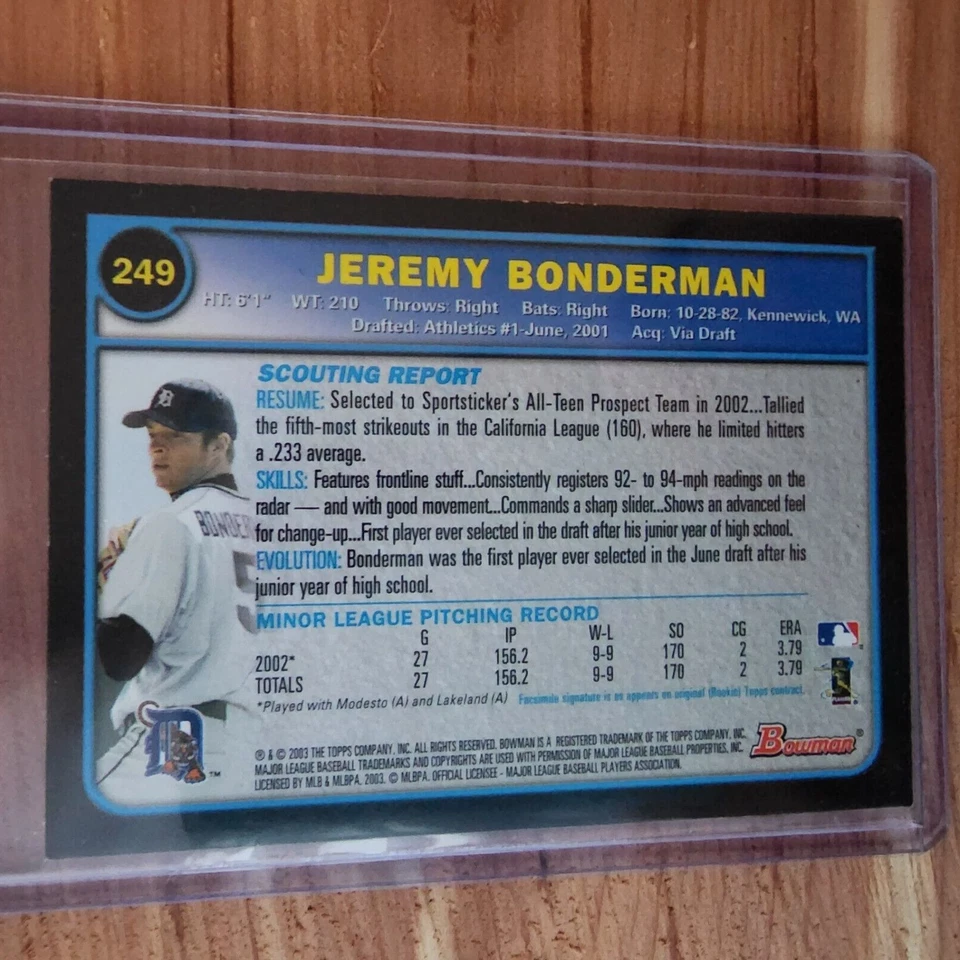 249
JEREMY BONDERMAN
HT: 6'1" WT: 210 Throws: Right Bats: Right Born: 10-28-82, Kennewick, WA
Drafted: Athletics #1-June, 2001 Acq: Via Draft
SCOUTING REPORT
RESUME: Selected to Sportsticker's All-Teen Prospect Team in 2002...Tallied
the fifth-most strikeouts in the California League (160), where he limited hitters
a .233 average.
SKILLS: Features frontline stuff...Consistently registers 92- to 94-mph readings on the
radar — and with good movement...Commands a sharp slider...Shows an advanced feel
for change-up...First player ever selected in the draft after his junior year of high school.
EVOLUTION: Bonderman was the first player ever selected in the June draft after his
junior year of high school.
BONDER
5
D
MINOR LEAGUE PITCHING RECORD
G IP W-L SO CG ERA
2002* 27 156.2 9-9 170 2 3.79
TOTALS 27 156.2 9-9 170 2 3.79
*Played with Modesto (A) and Lakeland (A) Facsimile signature is as appears on original (Rookie) Topps contract.
® & © 2003 THE TOPPS COMPANY, INC. ALL RIGHTS RESERVED. BOWMAN IS A REGISTERED TRADEMARK OF THE TOPPS COMPANY, INC.
MAJOR LEAGUE BASEBALL TRADEMARKS AND COPYRIGHTS ARE USED WITH PERMISSION OF MAJOR LEAGUE BASEBALL PROPERTIES, INC.
LICENSED BY MLB & MLBPA. 2003. © MLBPA. OFFICIAL LICENSEE - MAJOR LEAGUE BASEBALL PLAYERS ASSOCIATION.
Bowman®
D ™